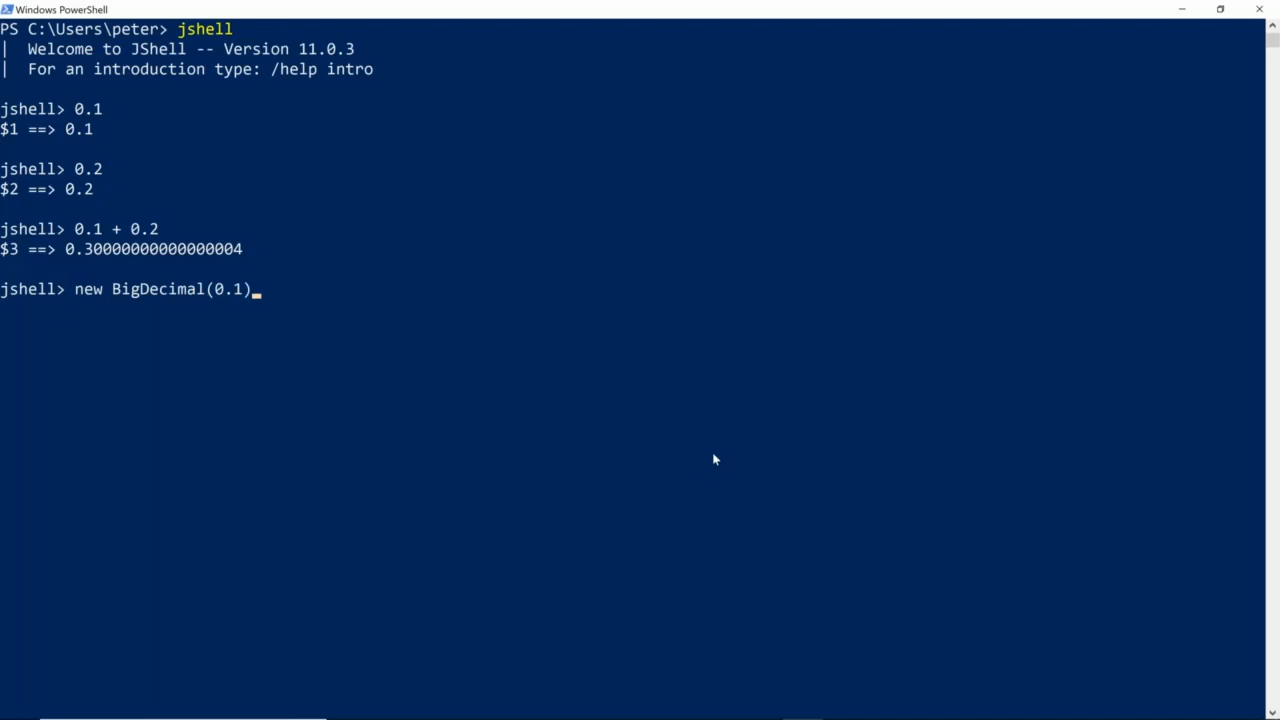 Windows PowerShell
PS C:\Users\peter> jshell
|  Welcome to JShell -- Version 11.0.3
|  For an introduction type: /help intro
jshell> 0.1
$1 ==> 0.1
jshell> 0.2
$2 ==> 0.2
jshell> 0.1 + 0.2
$3 ==> 0.30000000000000004
jshell> new BigDecimal(0.1)